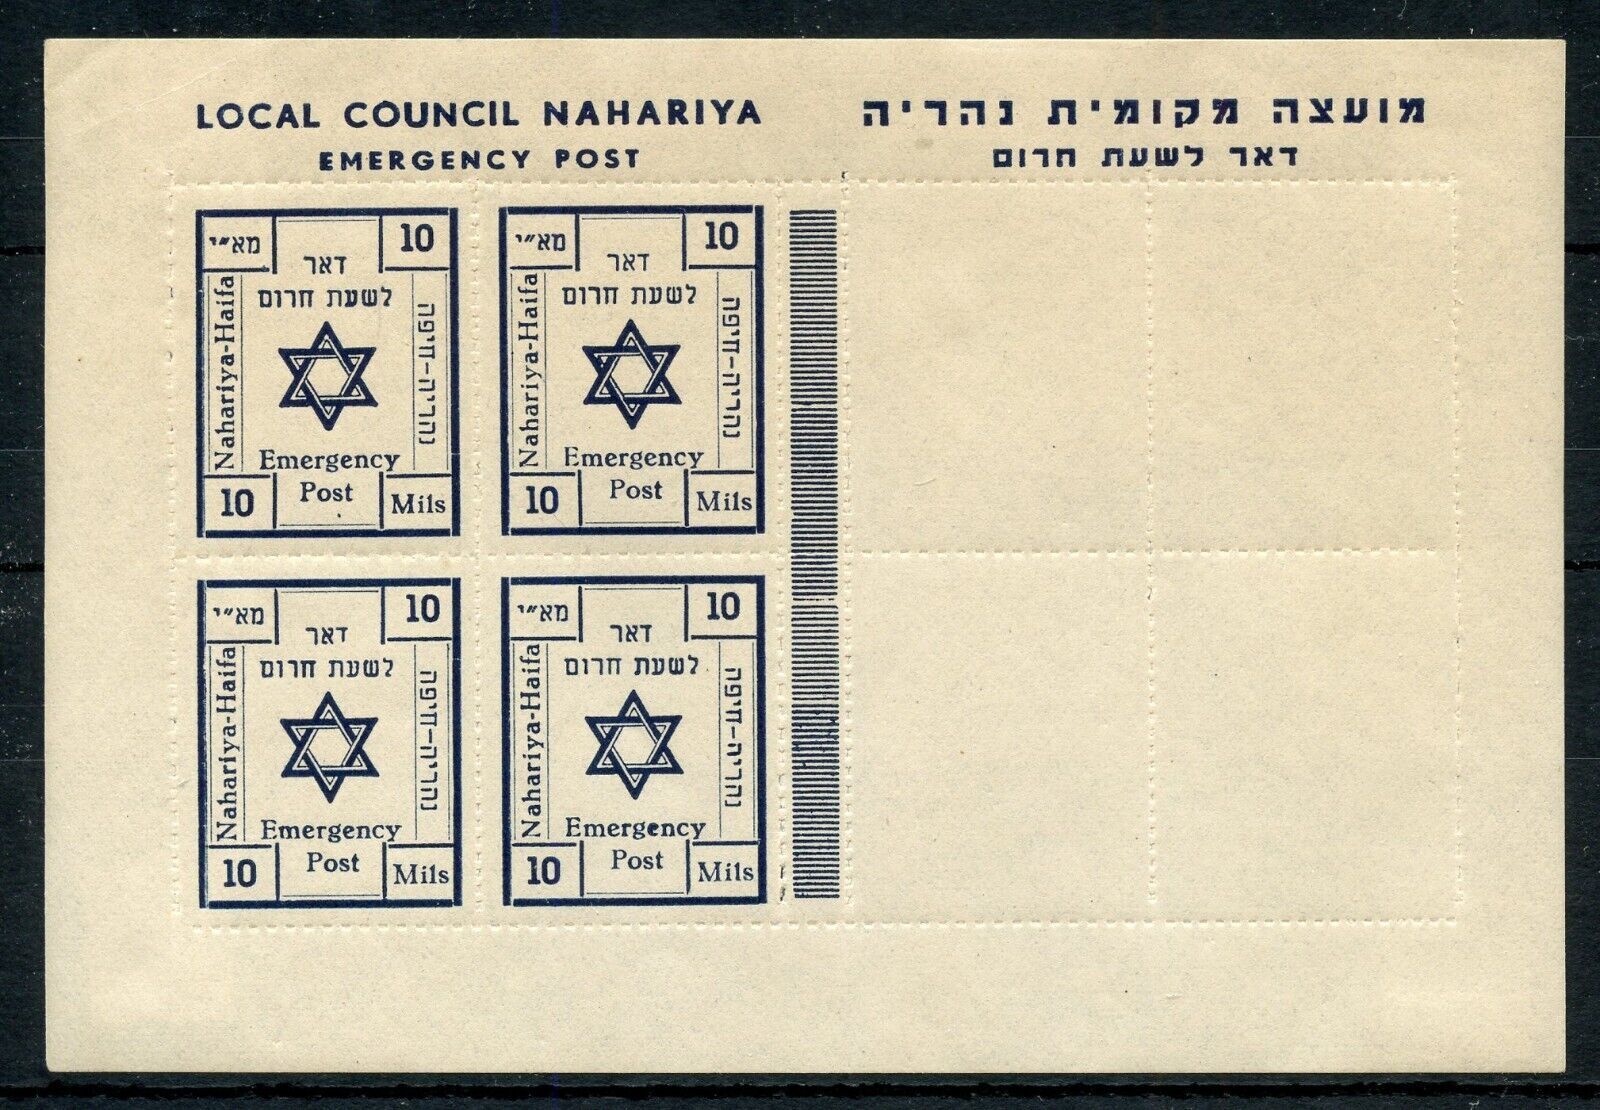 LOCAL COUNCIL NAHARIYA
EMERGENCY POST
מועצה מקומית נהריה
דאר לשעת חרום
מא״י
10
דאר
לשעת חרום
Nahariya-Haifa
נהריה-חיפה
Emergency
Post
10
Mils
מא״י
10
דאר
לשעת חרום
Nahariya-Haifa
נהריה-חיפה
Emergency
Post
10
Mils
מא״י
10
דאר
לשעת חרום
Nahariya-Haifa
נהריה-חיפה
Emergency
Post
10
Mils
מא״י
10
דאר
לשעת חרום
Nahariya-Haifa
נהריה-חיפה
Emergency
Post
10
Mils